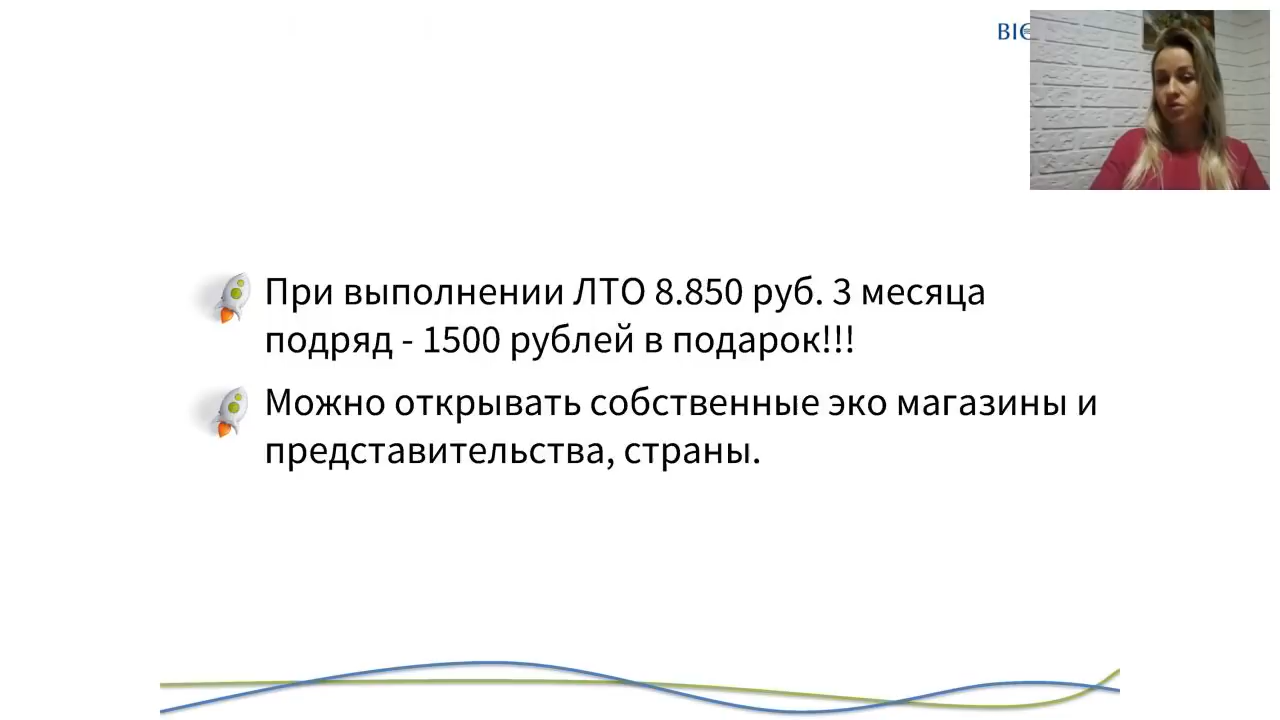 При выполнении ЛТО 8.850 руб. 3 месяца
подряд - 1500 рублей в подарок!!!
Можно открывать собственные эко магазины и
представительства, страны.